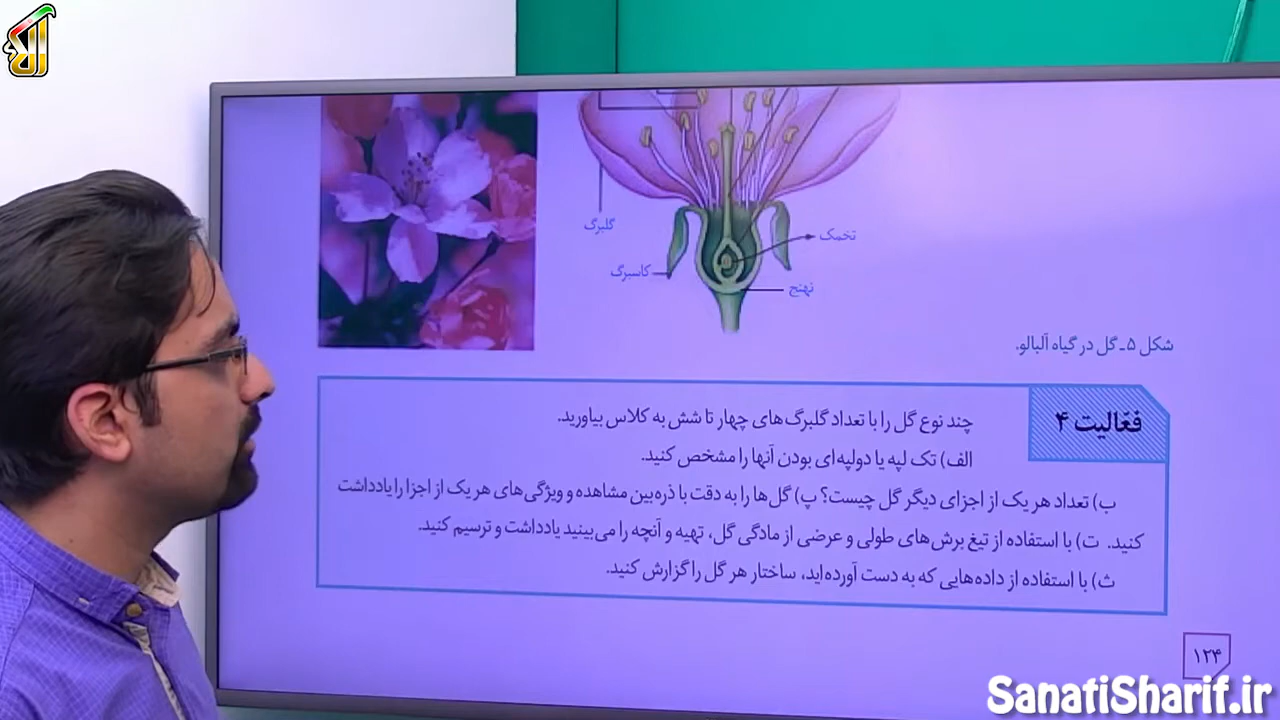 آلاء
گلبرگ
تخمک
کاسبرگ
نهنج
شکل ۵ـ گل در گیاه آلبالو.
فعّالیت ۴
چند نوع گل را با تعداد گلبرگ‌های چهار تا شش به کلاس بیاورید.
الف) تک لپه یا دولپه‌ای بودن آنها را مشخص کنید.
ب) تعداد هر یک از اجزای دیگر گل چیست؟ پ) گل‌ها را به دقت با ذره‌بین مشاهده و ویژگی‌های هر یک از اجزا را یادداشت
کنید. ت) با استفاده از تیغ برش‌های طولی و عرضی از مادگی گل، تهیه و آنچه را می‌بینید یادداشت و ترسیم کنید.
ث) با استفاده از داده‌هایی که به دست آورده‌اید، ساختار هر گل را گزارش کنید.
۱۲۴
SanatiSharif.ir